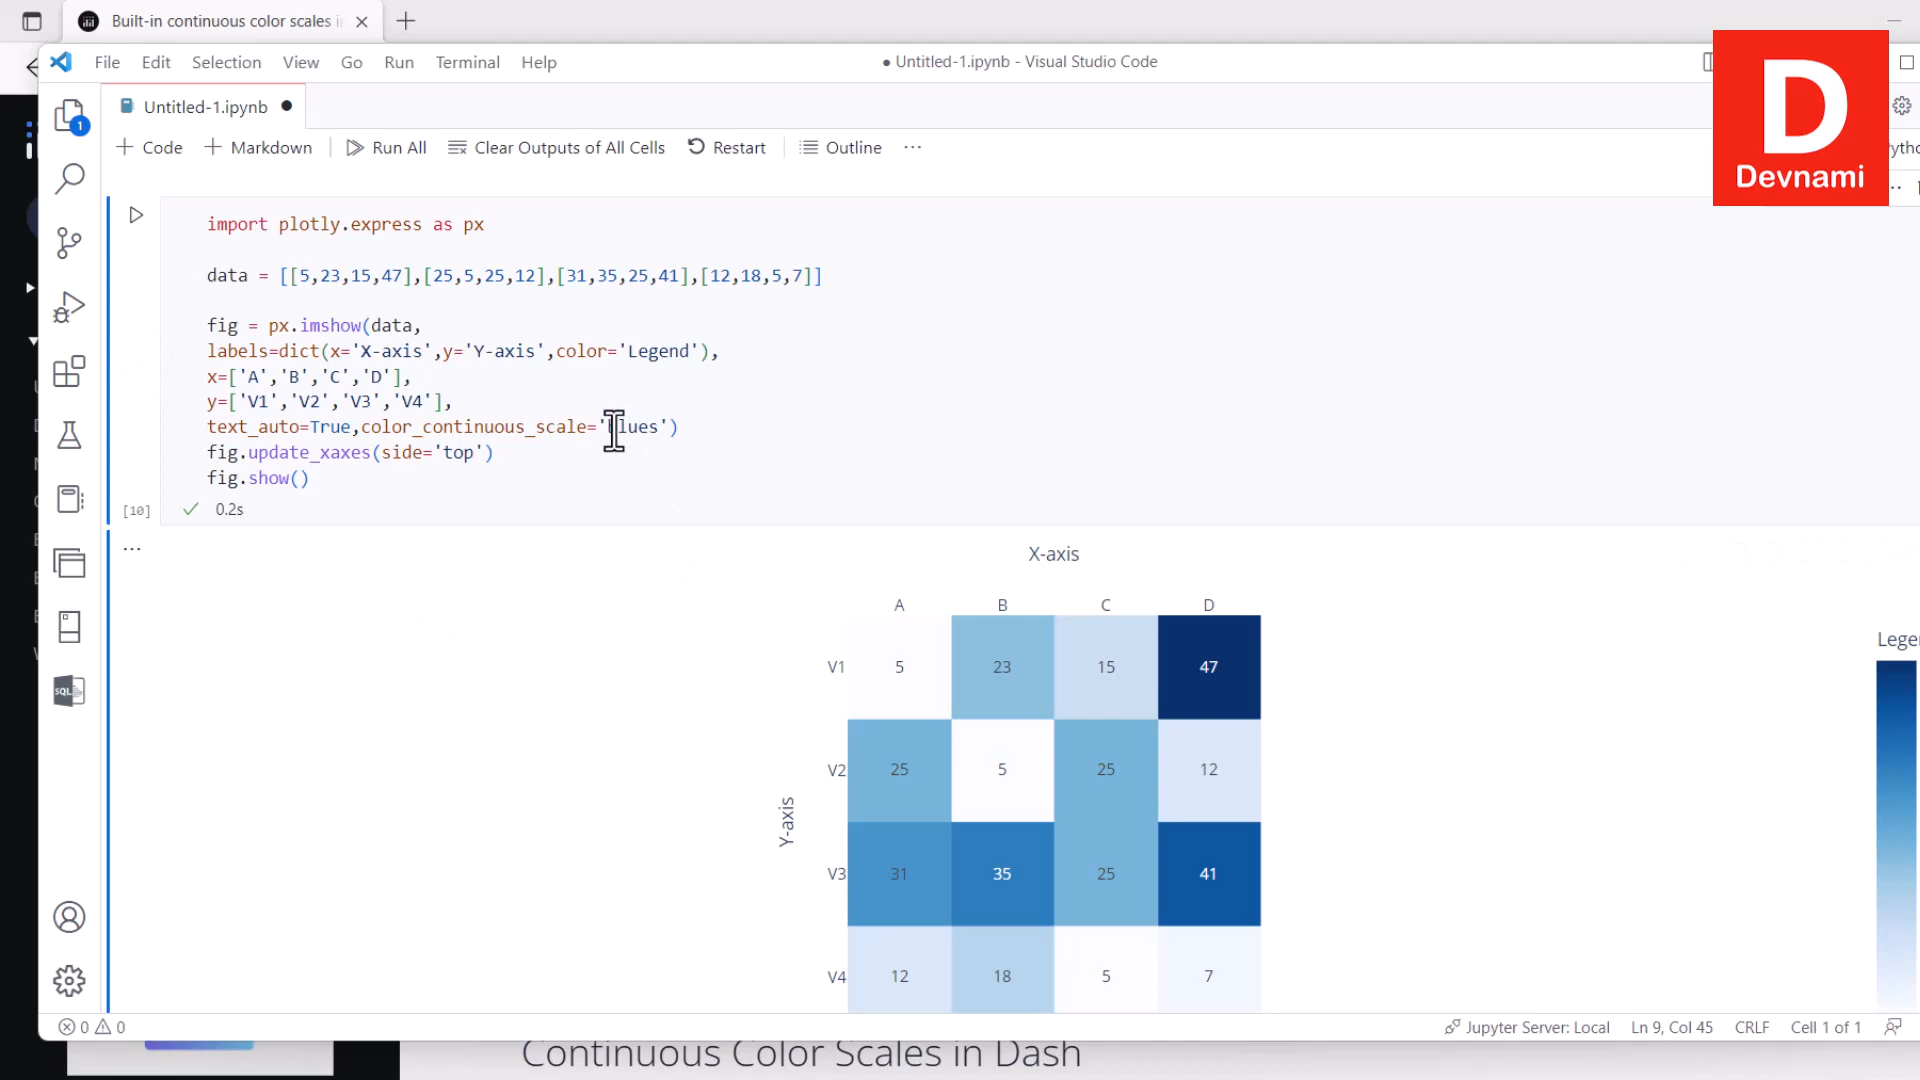 Built-in continuous color scales i
File Edit Selection View Go Run Terminal Help
● Untitled-1.ipynb - Visual Studio Code
D
Devnami
Untitled-1.ipynb
1
Code Markdown Run All Clear Outputs of All Cells Restart Outline ...
ytho
import plotly.express as px
data = [[5,23,15,47],[25,5,25,12],[31,35,25,41],[12,18,5,7]]
fig = px.imshow(data,
labels=dict(x='X-axis',y='Y-axis',color='Legend'),
x=['A','B','C','D'],
y=['V1','V2','V3','V4'],
text_auto=True,color_continuous_scale='blues')
fig.update_xaxes(side='top')
fig.show()
[10] 0.2s
...
X-axis
A B C D
Lege
V1 5 23 15 47
V2 25 5 25 12
Y-axis
V3 31 35 25 41
V4 12 18 5 7
SQL
0 0
Jupyter Server: Local Ln 9, Col 45 CRLF Cell 1 of 1
Continuous Color Scales in Dash